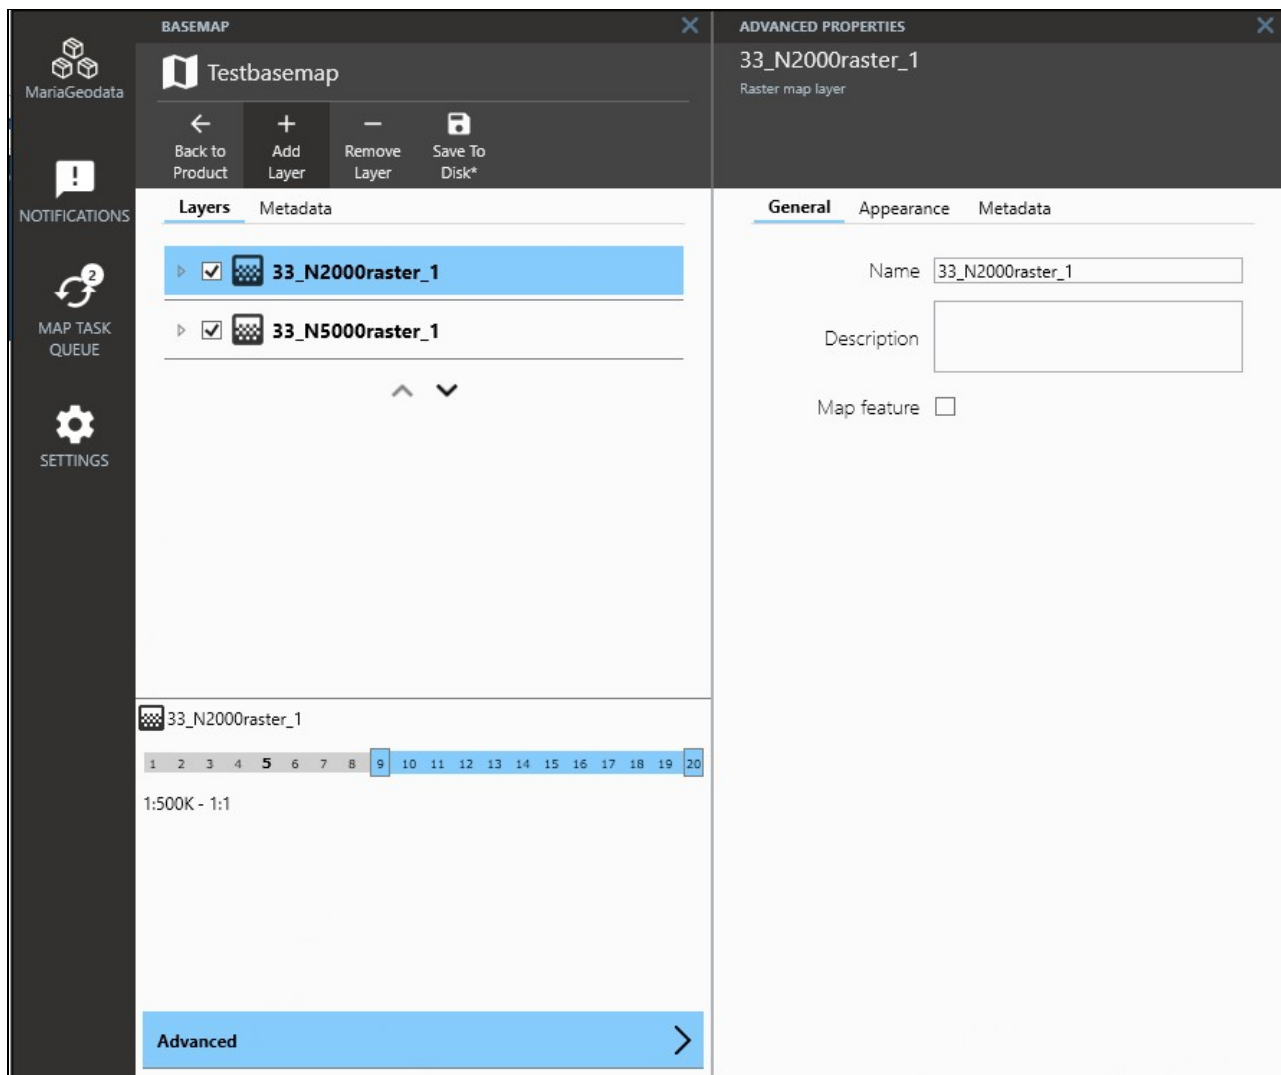 MariaGeodata
NOTIFICATIONS
2
MAP TASK
QUEUE
SETTINGS
BASEMAP
Testbasemap
Back to
Product
Add
Layer
Remove
Layer
Save To
Disk*
Layers Metadata
33_N2000raster_1
33_N5000raster_1
33_N2000raster_1
1 2 3 4 5 6 7 8 9 10 11 12 13 14 15 16 17 18 19 20
1:500K - 1:1
Advanced
ADVANCED PROPERTIES
33_N2000raster_1
Raster map layer
General Appearance Metadata
Name 33_N2000raster_1
Description
Map feature